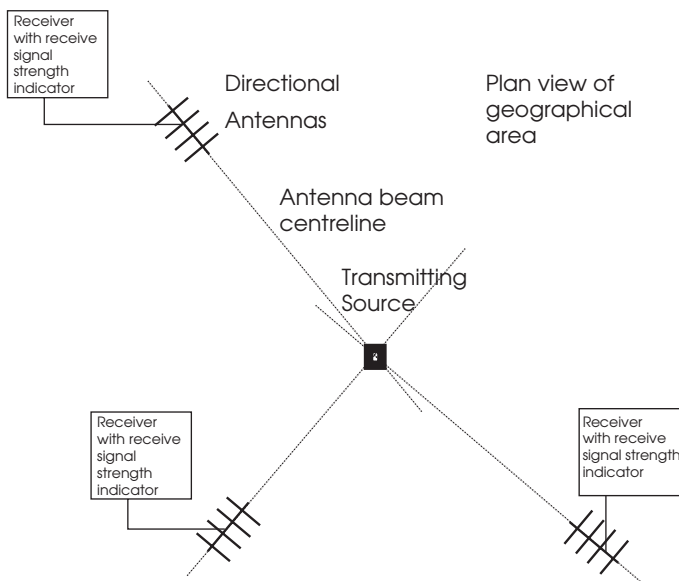 Receiver
with receive
signal
strength
indicator
Directional
Antennas
Plan view of
geographical
area
Antenna beam
centreline
Transmitting
Source
Receiver
with receive
signal
strength
indicator
Receiver
with receive
signal strength
indicator